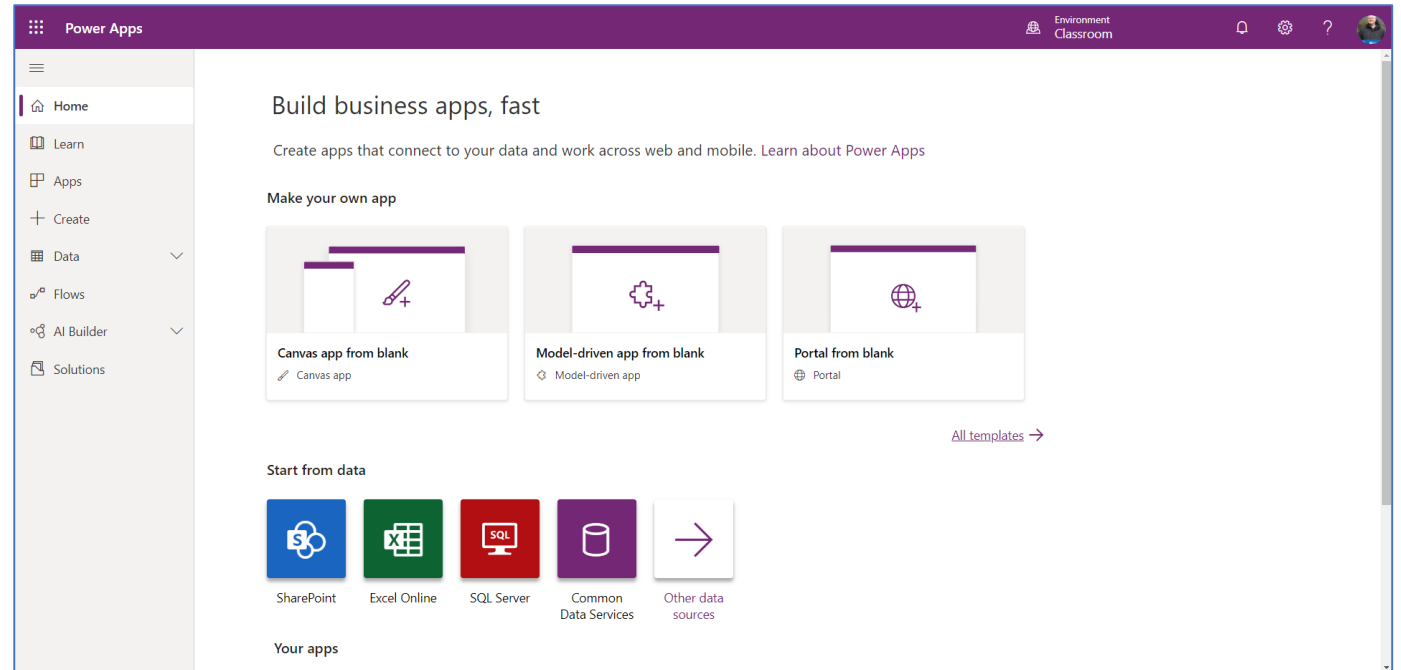 Power Apps
Environment
Classroom
?
Home
Learn
Apps
Create
Data
Flows
AI Builder
Solutions
Build business apps, fast
Create apps that connect to your data and work across web and mobile. Learn about Power Apps
Make your own app
Canvas app from blank
Canvas app
Model-driven app from blank
Model-driven app
Portal from blank
Portal
All templates
Start from data
S
X
SQL
SharePoint
Excel Online
SQL Server
Common
Data Services
Other data
sources
Your apps